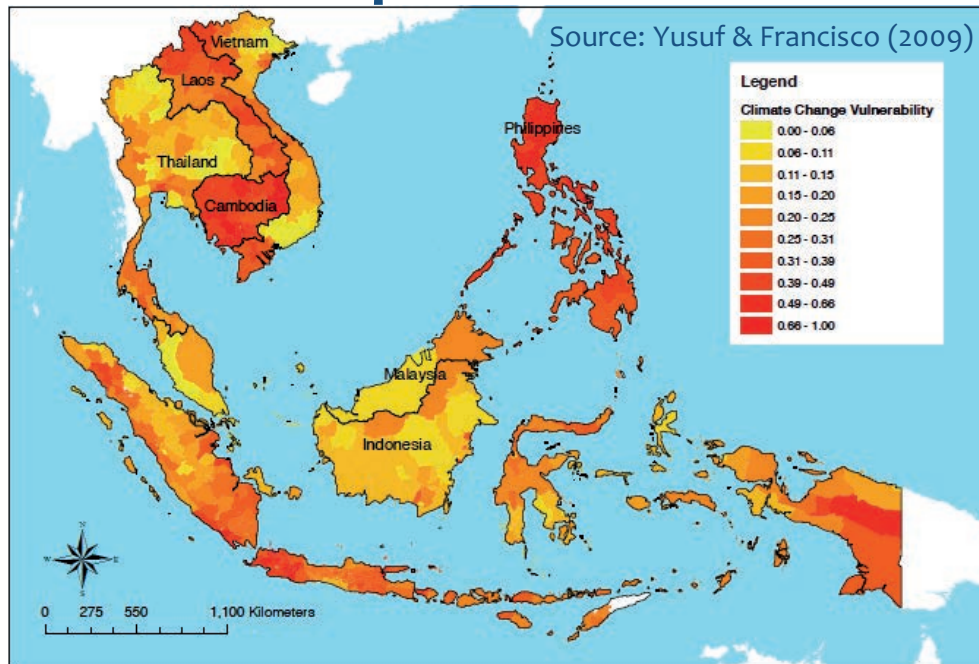 Source: Yusuf & Francisco (2009)
Vietnam
Laos
Thailand
Cambodia
Philippines
Malaysia
Indonesia
Legend
Climate Change Vulnerability
0.00 - 0.06
0.06 - 0.11
0.11 - 0.15
0.15 - 0.20
0.20 - 0.25
0.25 - 0.31
0.31 - 0.39
0.39 - 0.49
0.49 - 0.66
0.66 - 1.00
N
W E
S
0 275 550 1,100 Kilometers